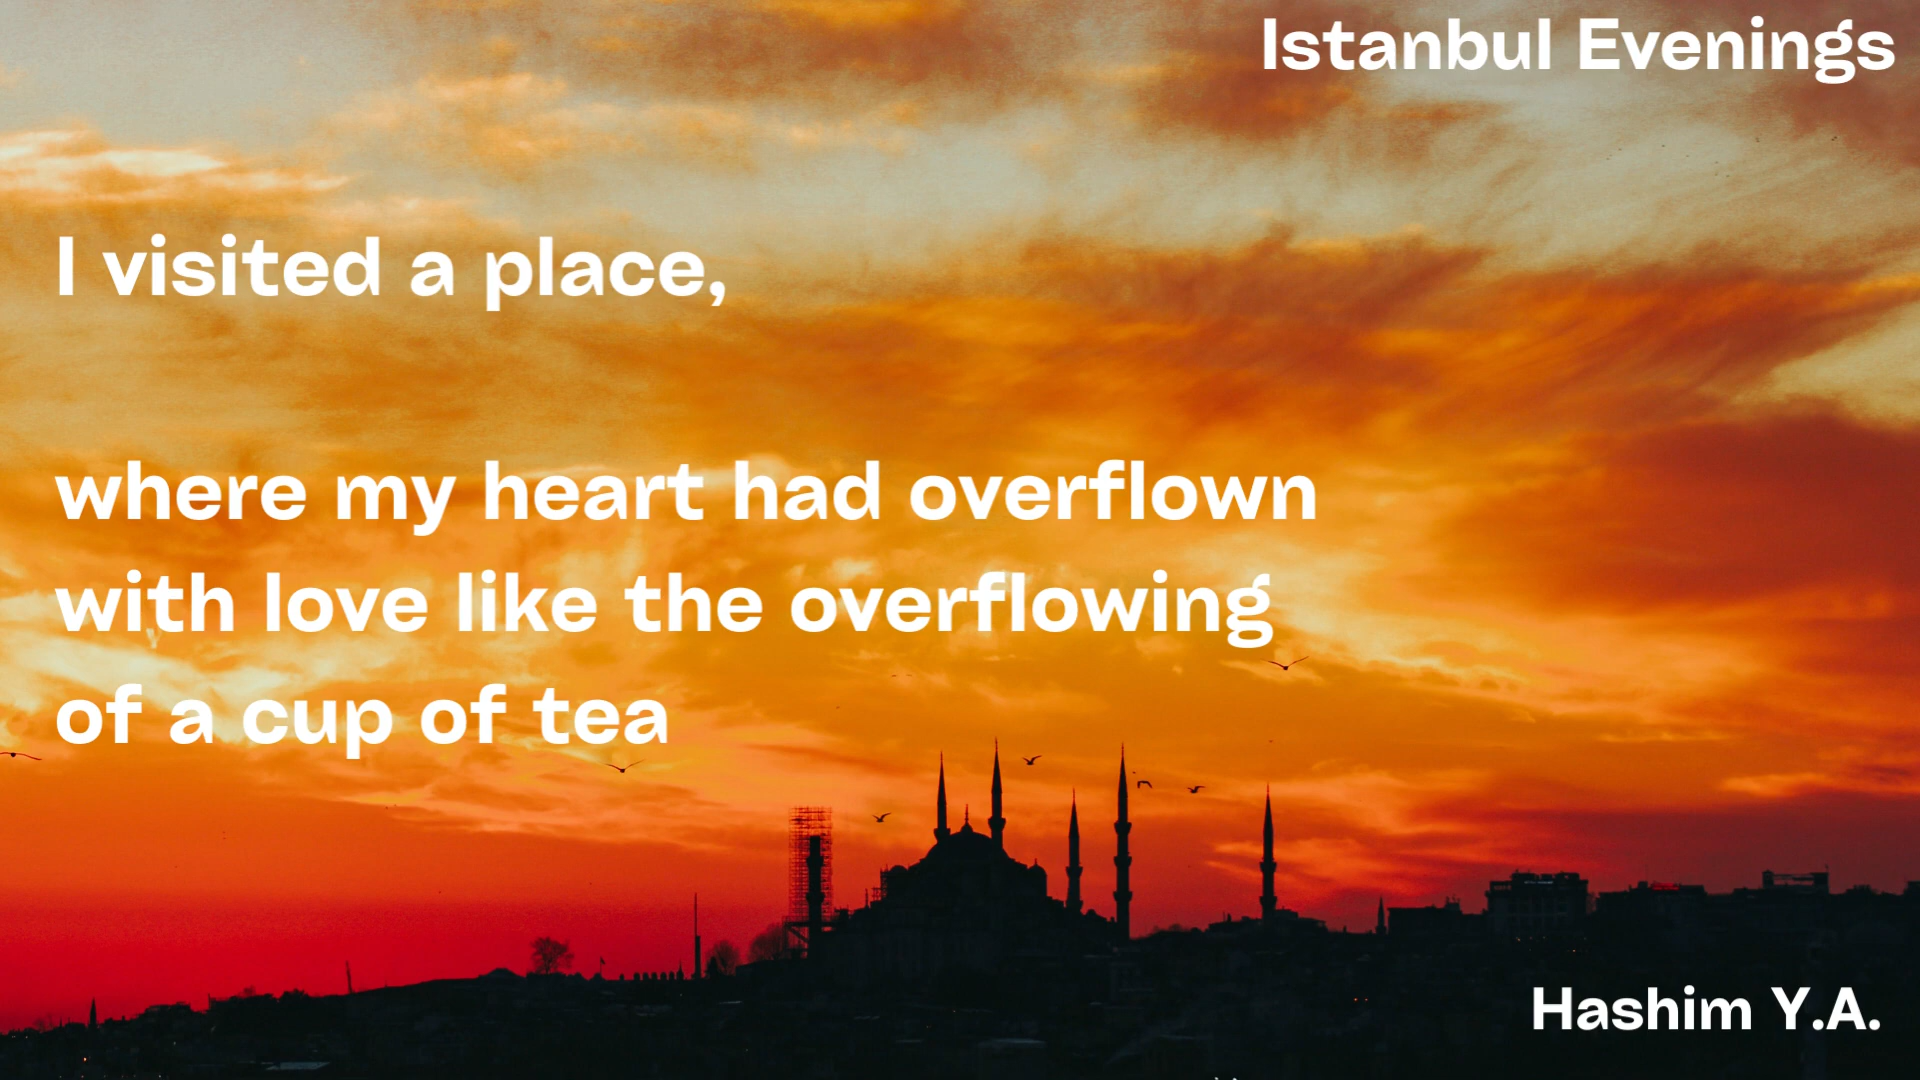 Istanbul Evenings
I visited a place,
where my heart had overflown
with love like the overflowing
of a cup of tea
Hashim Y.A.